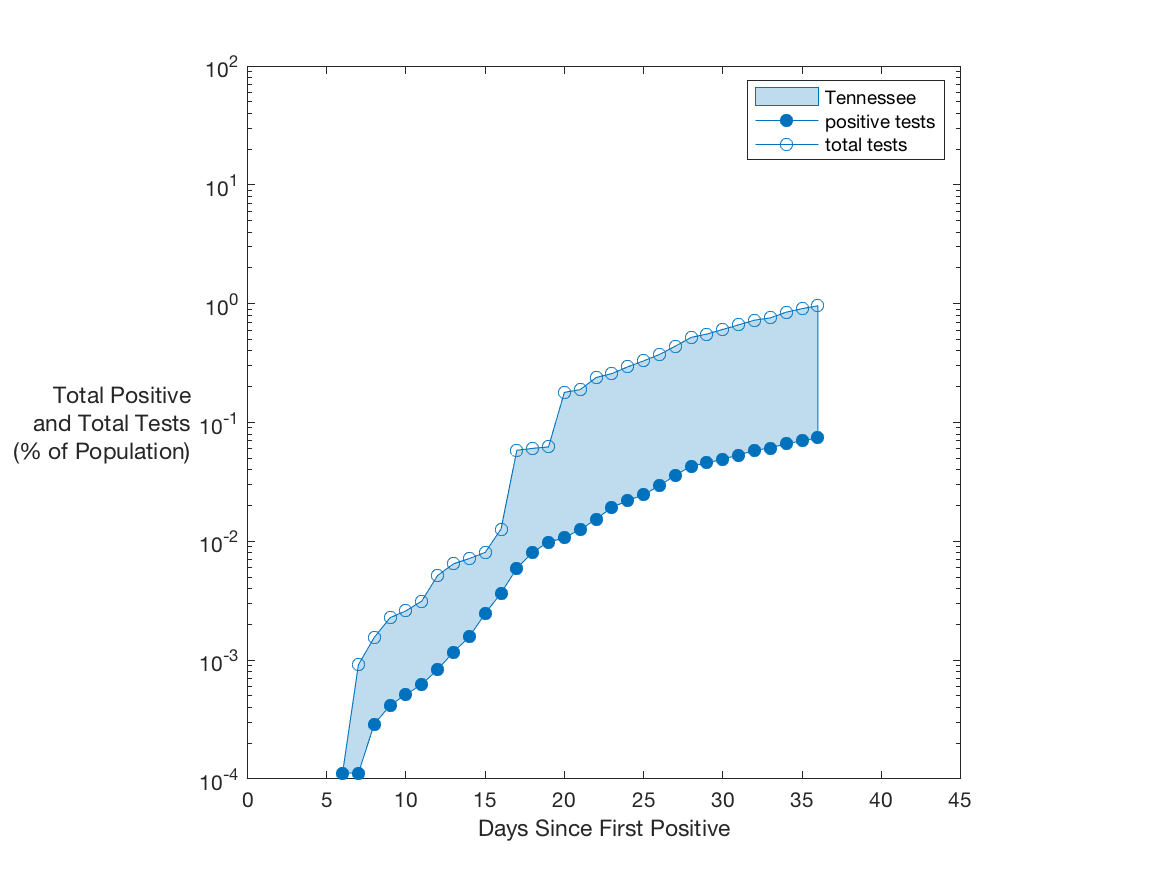 10^2
10^1
10^0
10^-1
10^-2
10^-3
10^-4
Total Positive
and Total Tests
(% of Population)
Tennessee
positive tests
total tests
0 5 10 15 20 25 30 35 40 45
Days Since First Positive